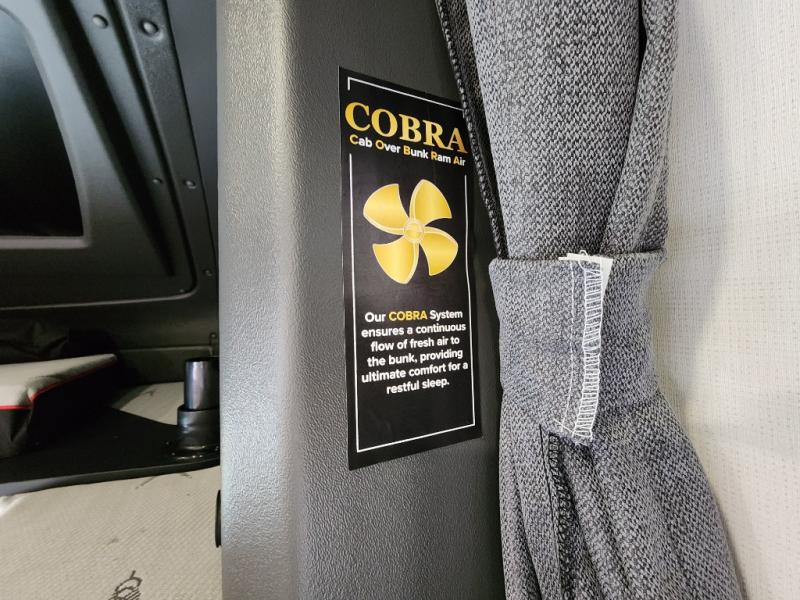 COBRA
Cab Over Bunk Ram Air
Our COBRA System
ensures a continuous
flow of fresh air to
the bunk, providing
ultimate comfort for a
restful sleep.